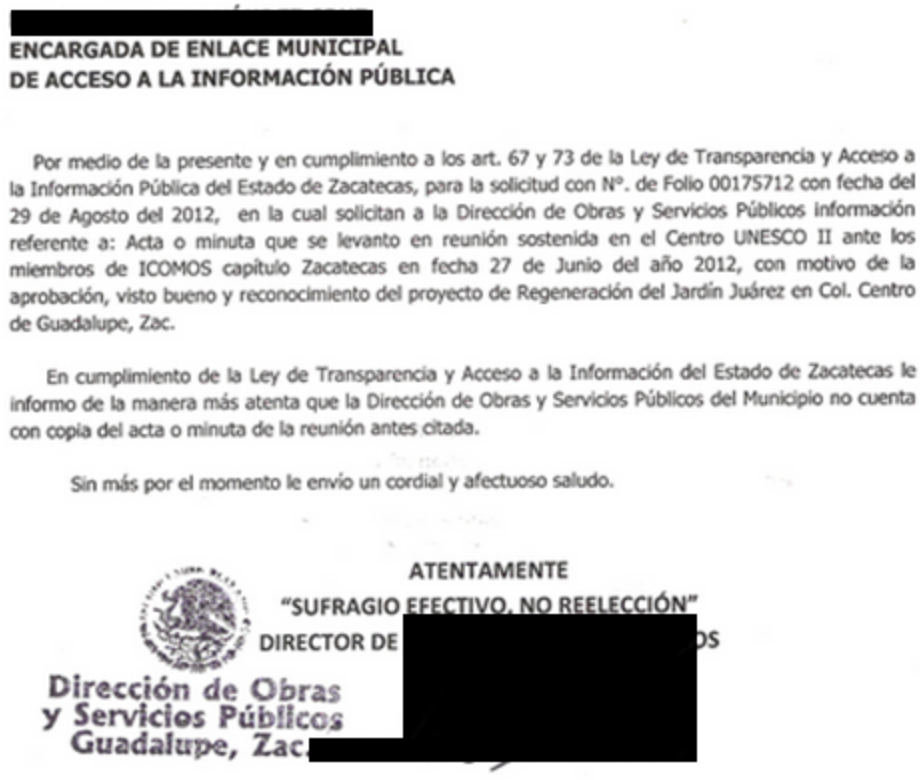 ENCARGADA DE ENLACE MUNICIPAL
DE ACCESO A LA INFORMACIÓN PÚBLICA
Por medio de la presente y en cumplimiento a los art. 67 y 73 de la Ley de Transparencia y Acceso a
la Información Pública del Estado de Zacatecas, para la solicitud con Nº. de Folio 00175712 con fecha del
29 de Agosto del 2012, en la cual solicitan a la Dirección de Obras y Servicios Públicos información
referente a: Acta o minuta que se levanto en reunión sostenida en el Centro UNESCO II ante los
miembros de ICOMOS capítulo Zacatecas en fecha 27 de Junio del año 2012, con motivo de la
aprobación, visto bueno y reconocimiento del proyecto de Regeneración del Jardín Juárez en Col. Centro
de Guadalupe, Zac.
En cumplimiento de la Ley de Transparencia y Acceso a la Información del Estado de Zacatecas le
informo de la manera más atenta que la Dirección de Obras y Servicios Públicos del Municipio no cuenta
con copia del acta o minuta de la reunión antes citada.
Sin más por el momento le envío un cordial y afectuoso saludo.
ATENTAMENTE
"SUFRAGIO EFECTIVO, NO REELECCIÓN"
DIRECTOR DE
Dirección de Obras
y Servicios Públicos
Guadalupe, Zac.